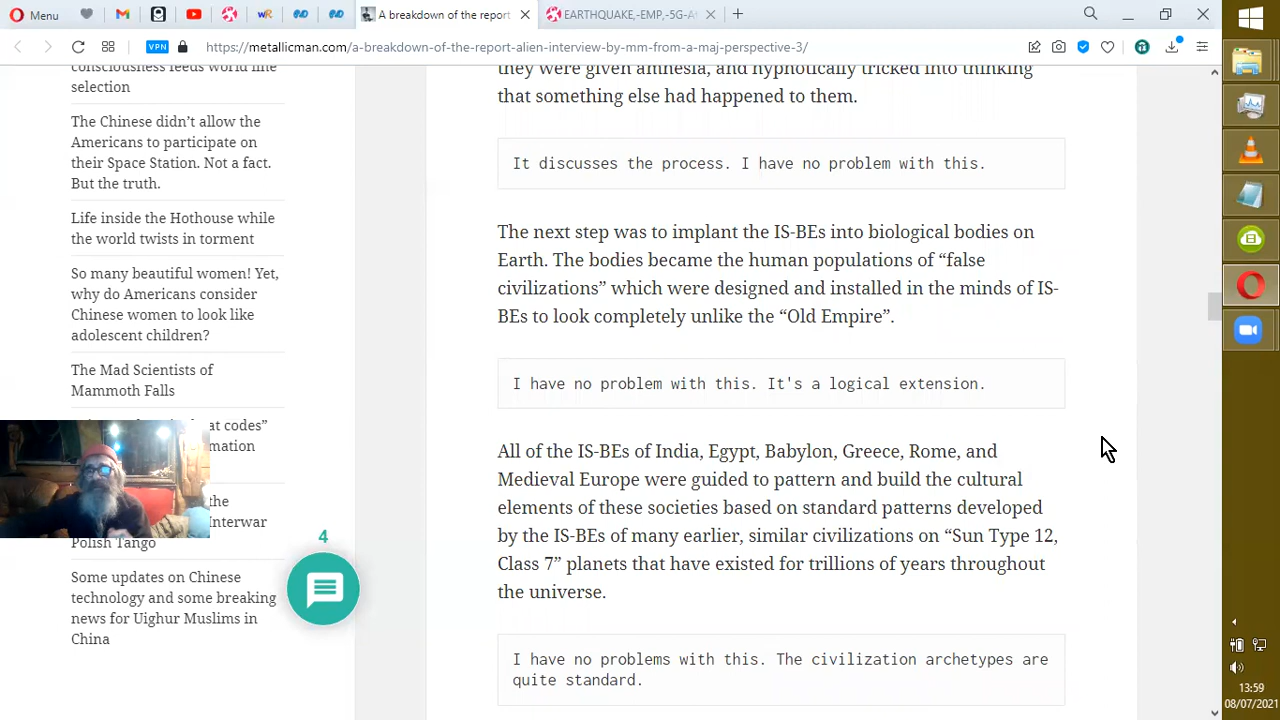 Menu
A breakdown of the report
EARTHQUAKE,-EMP,-5G-A
VPN
https://metallicman.com/a-breakdown-of-the-report-alien-interview-by-mm-from-a-maj-perspective-3/
consciousness feeds world line
selection
The Chinese didn’t allow the
Americans to participate on
their Space Station. Not a fact.
But the truth.
Life inside the Hothouse while
the world twists in torment
So many beautiful women! Yet,
why do Americans consider
Chinese women to look like
adolescent children?
The Mad Scientists of
Mammoth Falls
at codes”
mation
the
Interwar
Polish Tango
Some updates on Chinese
technology and some breaking
news for Uighur Muslims in
China
4
they were given amnesia, and hypnotically tricked into thinking
that something else had happened to them.
It discusses the process. I have no problem with this.
The next step was to implant the IS-BEs into biological bodies on
Earth. The bodies became the human populations of “false
civilizations” which were designed and installed in the minds of IS-
BEs to look completely unlike the “Old Empire”.
I have no problem with this. It's a logical extension.
All of the IS-BEs of India, Egypt, Babylon, Greece, Rome, and
Medieval Europe were guided to pattern and build the cultural
elements of these societies based on standard patterns developed
by the IS-BEs of many earlier, similar civilizations on “Sun Type 12,
Class 7” planets that have existed for trillions of years throughout
the universe.
I have no problems with this. The civilization archetypes are
quite standard.
13:59
08/07/2021